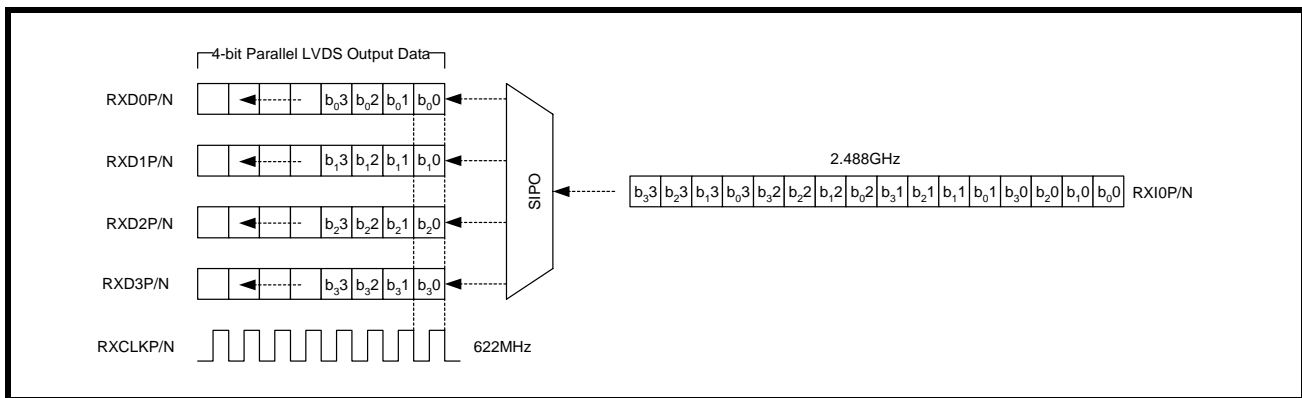 4-bit Parallel LVDS Output Data
RXD0P/N b₀3 b₀2 b₀1 b₀0
RXD1P/N b₁3 b₁2 b₁1 b₁0
2.488GHz
SIPO
b₃3 b₂3 b₁3 b₀3 b₃2 b₂2 b₁2 b₀2 b₃1 b₂1 b₁1 b₀1 b₃0 b₂0 b₁0 b₀0 RXI0P/N
RXD2P/N b₂3 b₂2 b₂1 b₂0
RXD3P/N b₃3 b₃2 b₃1 b₃0
RXCLKP/N 622MHz